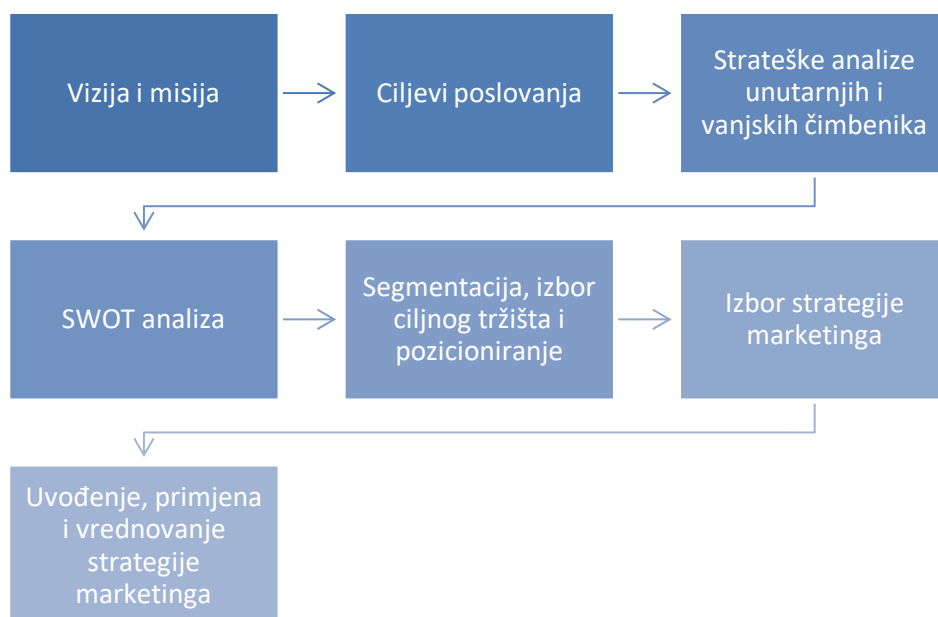 Vizija i misija
Ciljevi poslovanja
Strateške analize
unutarnjih i
vanjskih čimbenika
SWOT analiza
Segmentacija, izbor
ciljnog tržišta i
pozicioniranje
Izbor strategije
marketinga
Uvođenje, primjena
i vrednovanje
strategije
marketinga